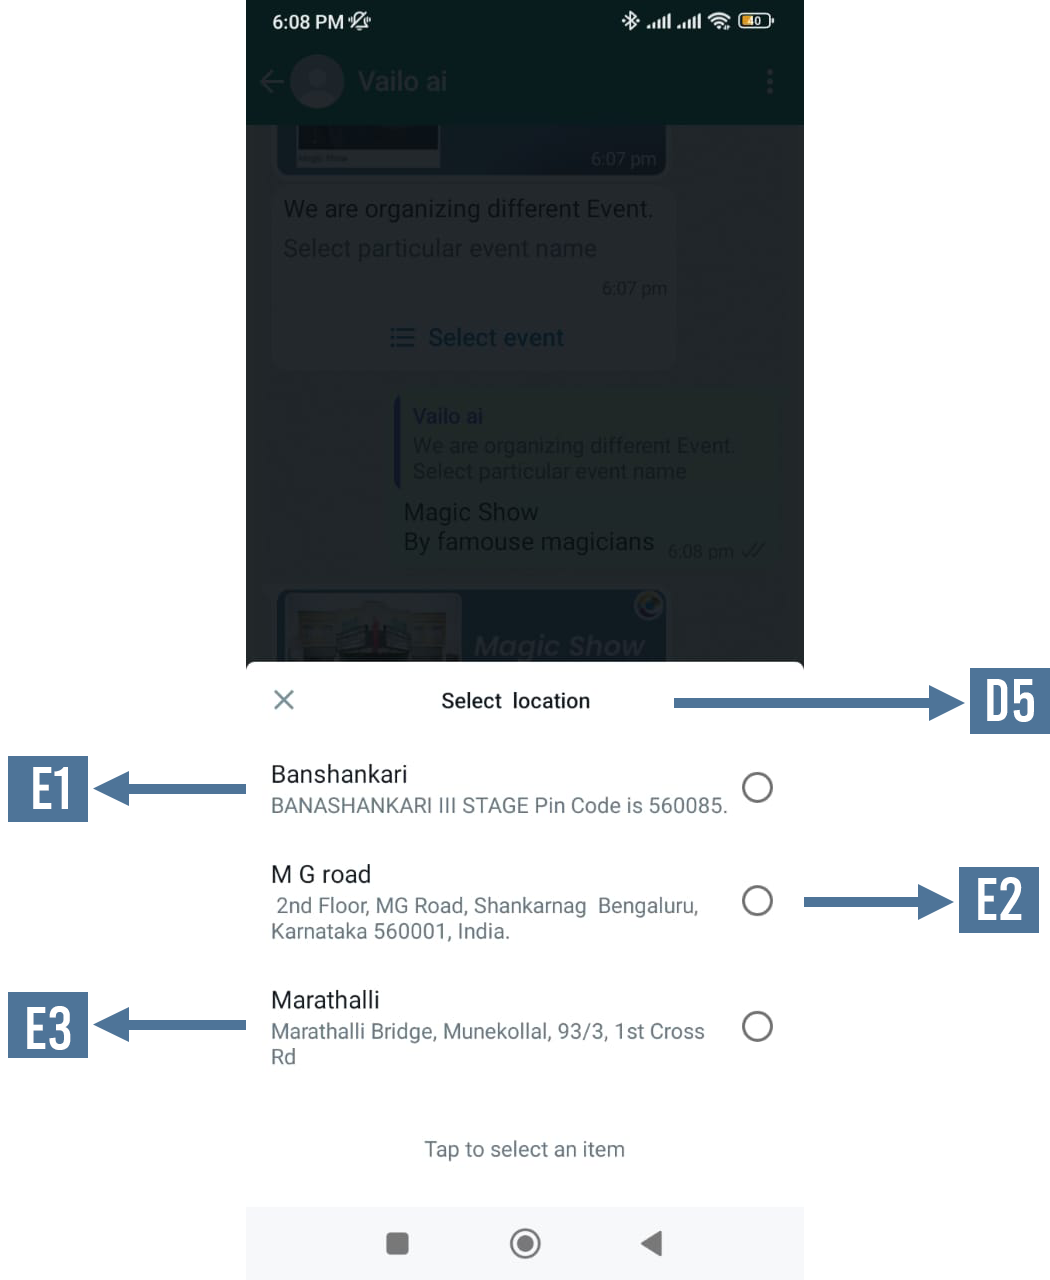 6:08 PM
40
Vailo ai
Magic Show
6:07 pm
We are organizing different Event.
Select particular event name
6:07 pm
Select event
Vailo ai
We are organizing different Event.
Select particular event name
Magic Show
By famouse magicians 6:08 pm
Magic Show
Select location
D5
E1
Banshankari
BANASHANKARI III STAGE Pin Code is 560085.
M G road
2nd Floor, MG Road, Shankarnag Bengaluru,
Karnataka 560001, India.
E2
E3
Marathalli
Marathalli Bridge, Munekollal, 93/3, 1st Cross
Rd
Tap to select an item